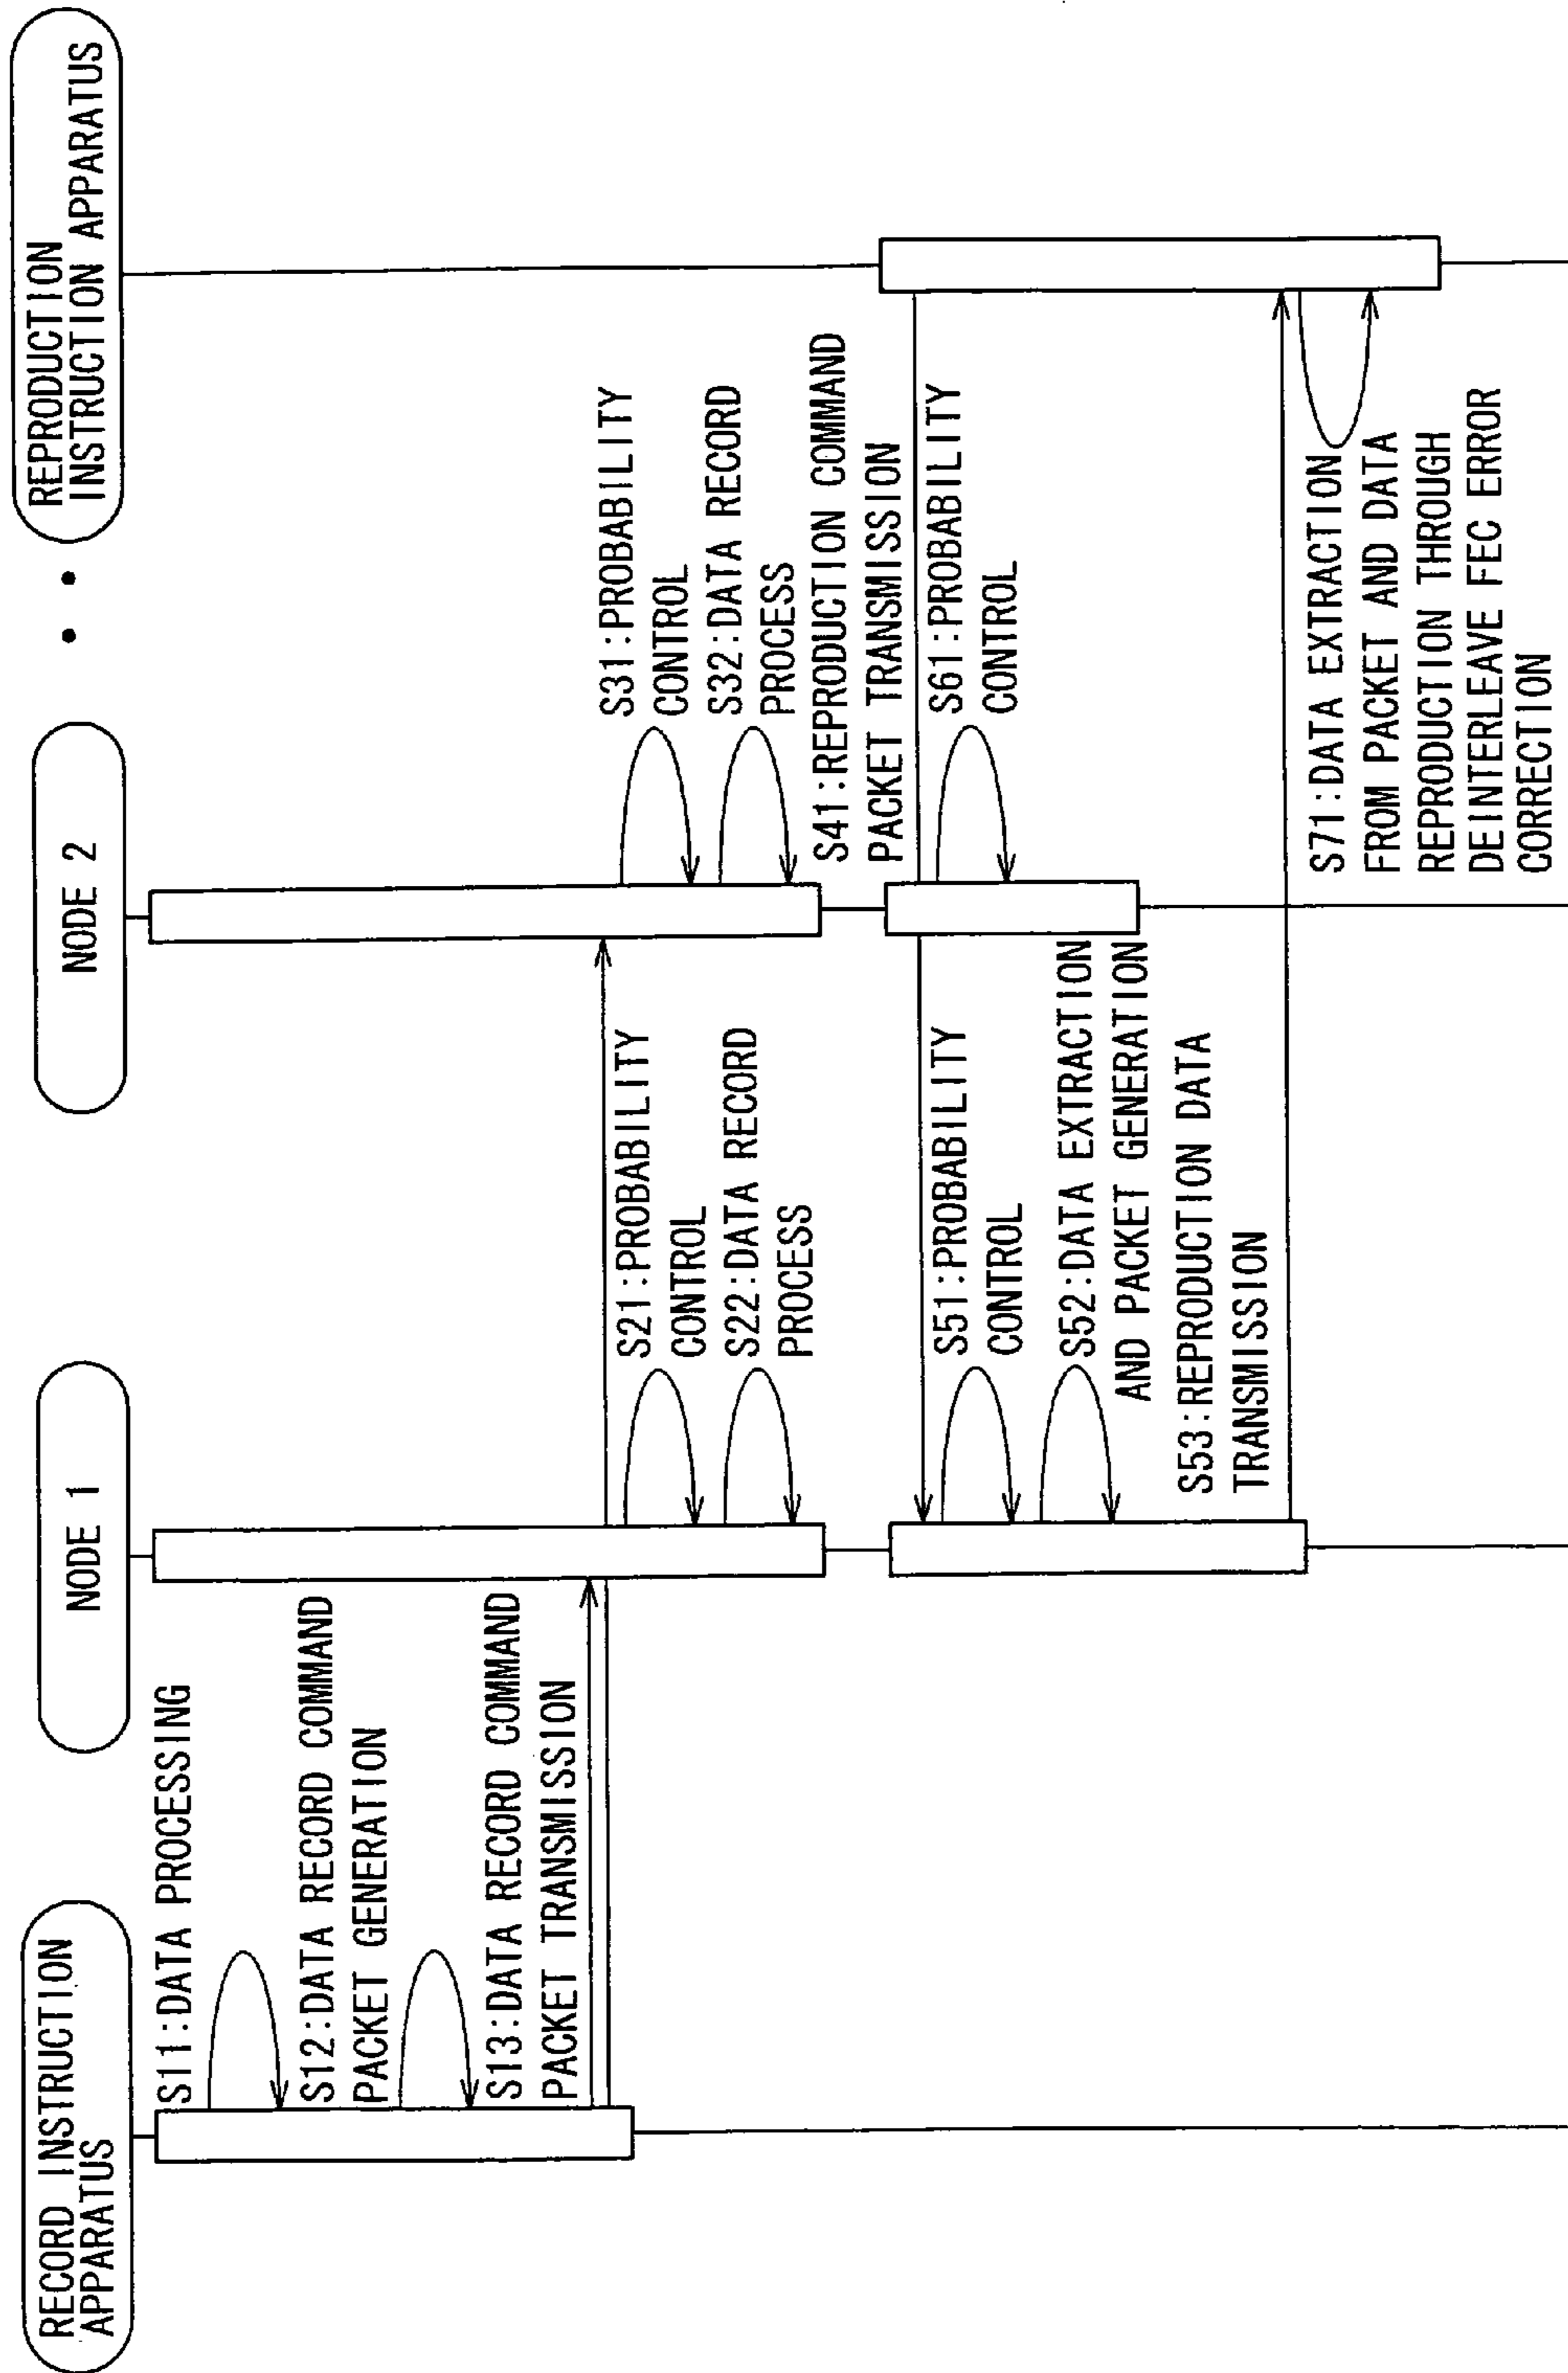 RECORD INSTRUCTION
APPARATUS
NODE 1
NODE 2
REPRODUCTION
INSTRUCTION APPARATUS
S11:DATA PROCESSING
S12:DATA RECORD COMMAND
PACKET GENERATION
S13:DATA RECORD COMMAND
PACKET TRANSMISSION
S21:PROBABILITY
CONTROL
S22:DATA RECORD
PROCESS
S31:PROBABILITY
CONTROL
S32:DATA RECORD
PROCESS
S41:REPRODUCTION COMMAND
PACKET TRANSMISSION
S51:PROBABILITY
CONTROL
S52:DATA EXTRACTION
AND PACKET GENERATION
S53:REPRODUCTION DATA
TRANSMISSION
S61:PROBABILITY
CONTROL
S71:DATA EXTRACTION
FROM PACKET AND DATA
REPRODUCTION THROUGH
DEINTERLEAVE FEC ERROR
CORRECTION